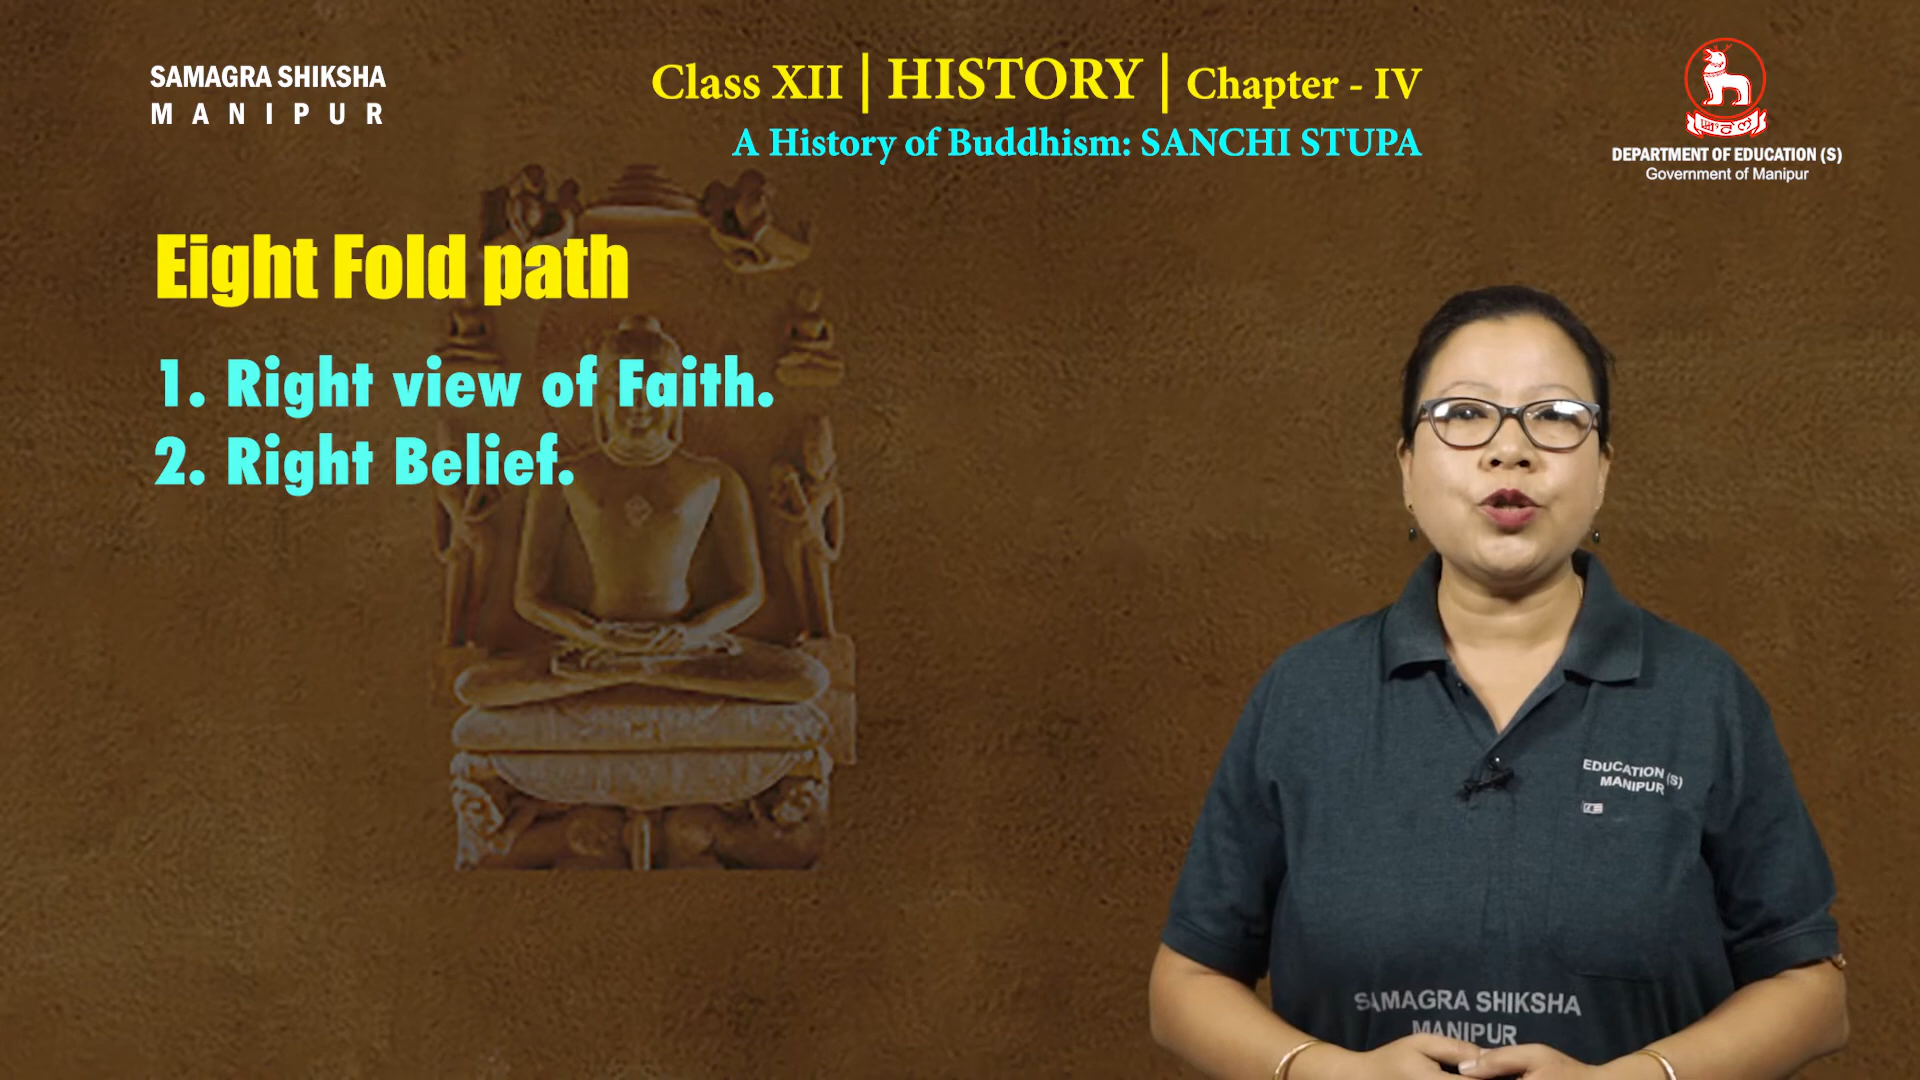 SAMAGRA SHIKSHA
MANIPUR
Class XII | HISTORY | Chapter - IV
A History of Buddhism: SANCHI STUPA
DEPARTMENT OF EDUCATION (S)
Government of Manipur
Eight Fold path
1. Right view of Faith.
2. Right Belief.
EDUCATION (S)
MANIPUR
SAMAGRA SHIKSHA
MANIPUR